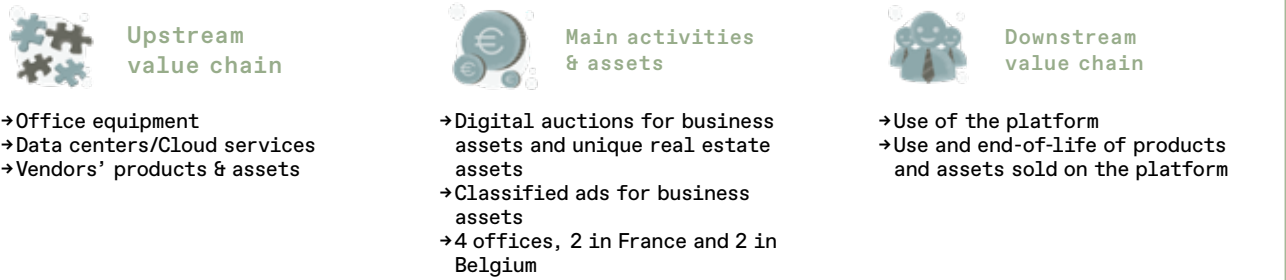 Upstream
value chain
→Office equipment
→Data centers/Cloud services
→Vendors’ products & assets
Main activities
& assets
→Digital auctions for business
assets and unique real estate
assets
→Classified ads for business
assets
→4 offices, 2 in France and 2 in
Belgium
Downstream
value chain
→Use of the platform
→Use and end-of-life of products
and assets sold on the platform